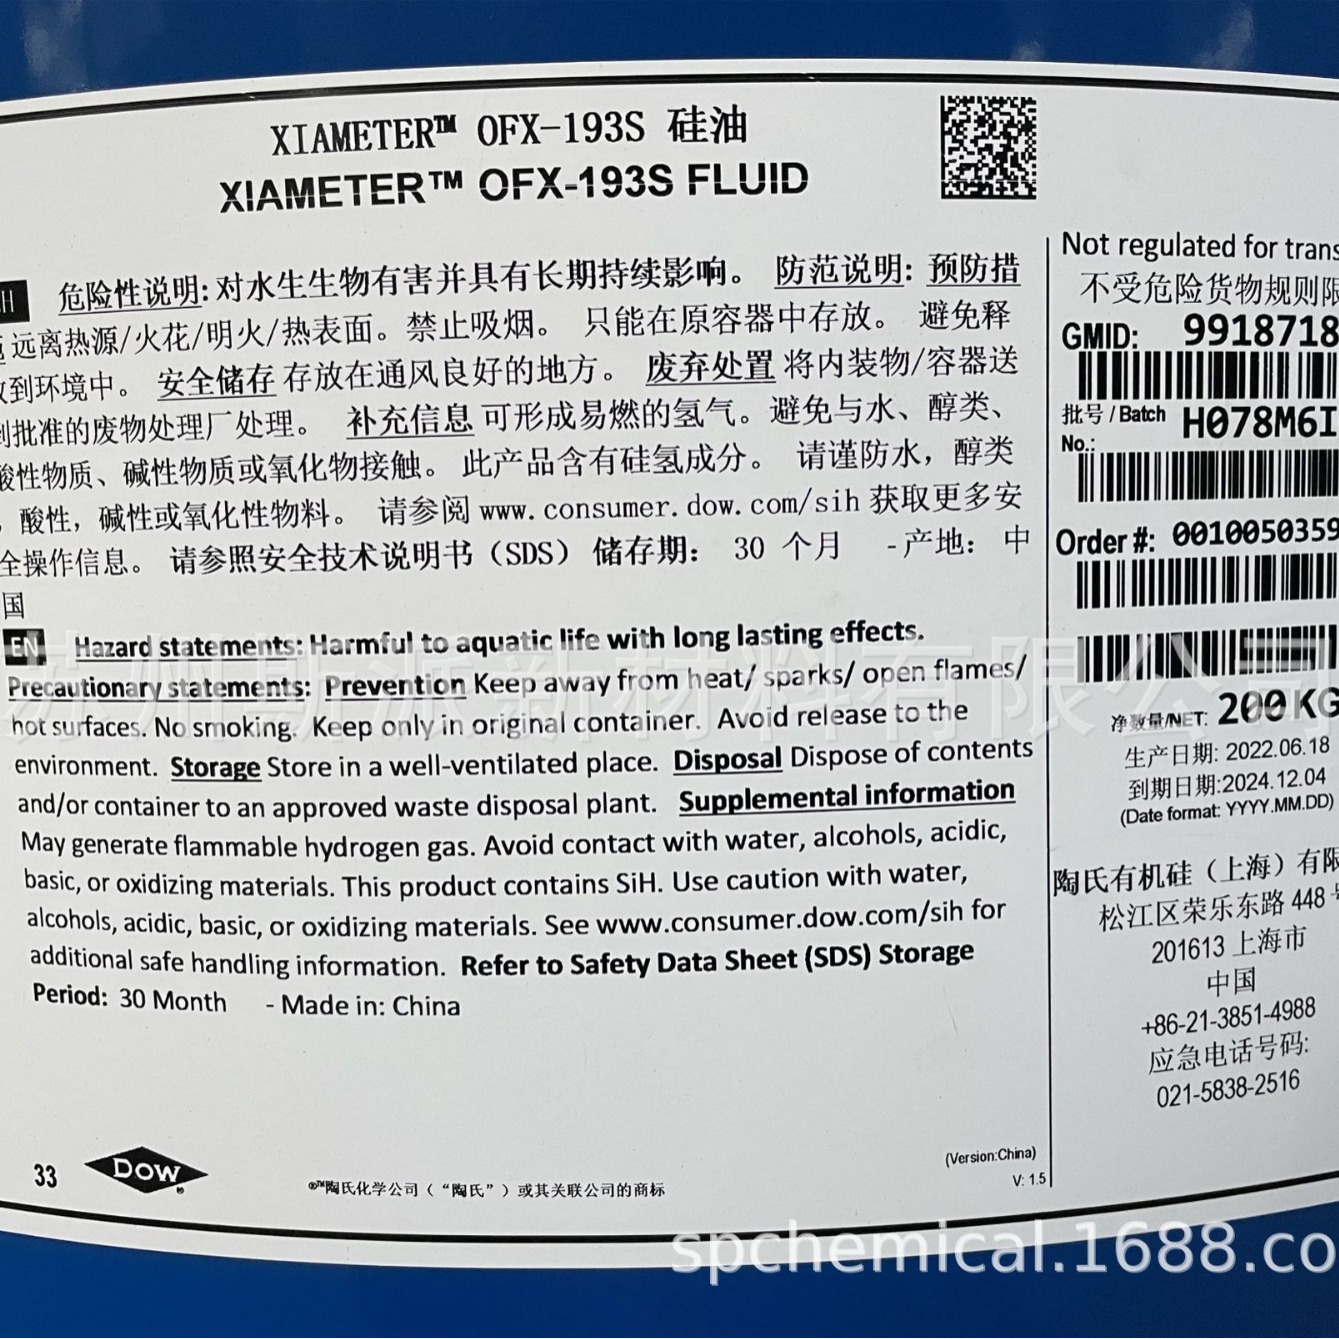 XIAMETER™ OFX-193S 硅油
XIAMETER™ OFX-193S FLUID
危险性说明: 对水生生物有害并具有长期持续影响。 防范说明: 预防措
远离热源/火花/明火/热表面。禁止吸烟。 只能在原容器中存放。 避免释
到环境中。 安全储存 存放在通风良好的地方。 废弃处置 将内装物/容器送
到批准的废物处理厂处理。 补充信息 可形成易燃的氢气。避免与水、醇类、
酸性物质、碱性物质或氧化物接触。 此产品含有硅氢成分。 请谨防水，醇类
，酸性，碱性或氧化性物料。 请参阅 www.consumer.dow.com/sih 获取更多安
全操作信息。 请参照安全技术说明书（SDS）储存期: 30 个月 -产地: 中
国
EN Hazard statements: Harmful to aquatic life with long lasting effects.
Precautionary statements: Prevention Keep away from heat/ sparks/ open flames/
hot surfaces. No smoking. Keep only in original container. Avoid release to the
environment. Storage Store in a well-ventilated place. Disposal Dispose of contents
and/or container to an approved waste disposal plant. Supplemental information
May generate flammable hydrogen gas. Avoid contact with water, alcohols, acidic,
basic, or oxidizing materials. This product contains SiH. Use caution with water,
alcohols, acidic, basic, or oxidizing materials. See www.consumer.dow.com/sih for
additional safe handling information. Refer to Safety Data Sheet (SDS) Storage
Period: 30 Month - Made in: China
Not regulated for trans
不受危险货物规则限
GMID: 9918718
批号 / Batch H078M6I
No.:
Order #: 0010050359
净数量/NET: 200 KG
生产日期: 2022.06.18
到期日期:2024.12.04
(Date format: YYYY.MM.DD)
陶氏有机硅（上海）有限
松江区荣乐东路 448 号
201613 上海市
中国
+86-21-3851-4988
应急电话号码:
021-5838-2516
33 DOW ®
®™陶氏化学公司（“陶氏”）或其关联公司的商标
(Version:China)
V: 1.5
苏州斯派新材料有限公司
spchemical.1688.co